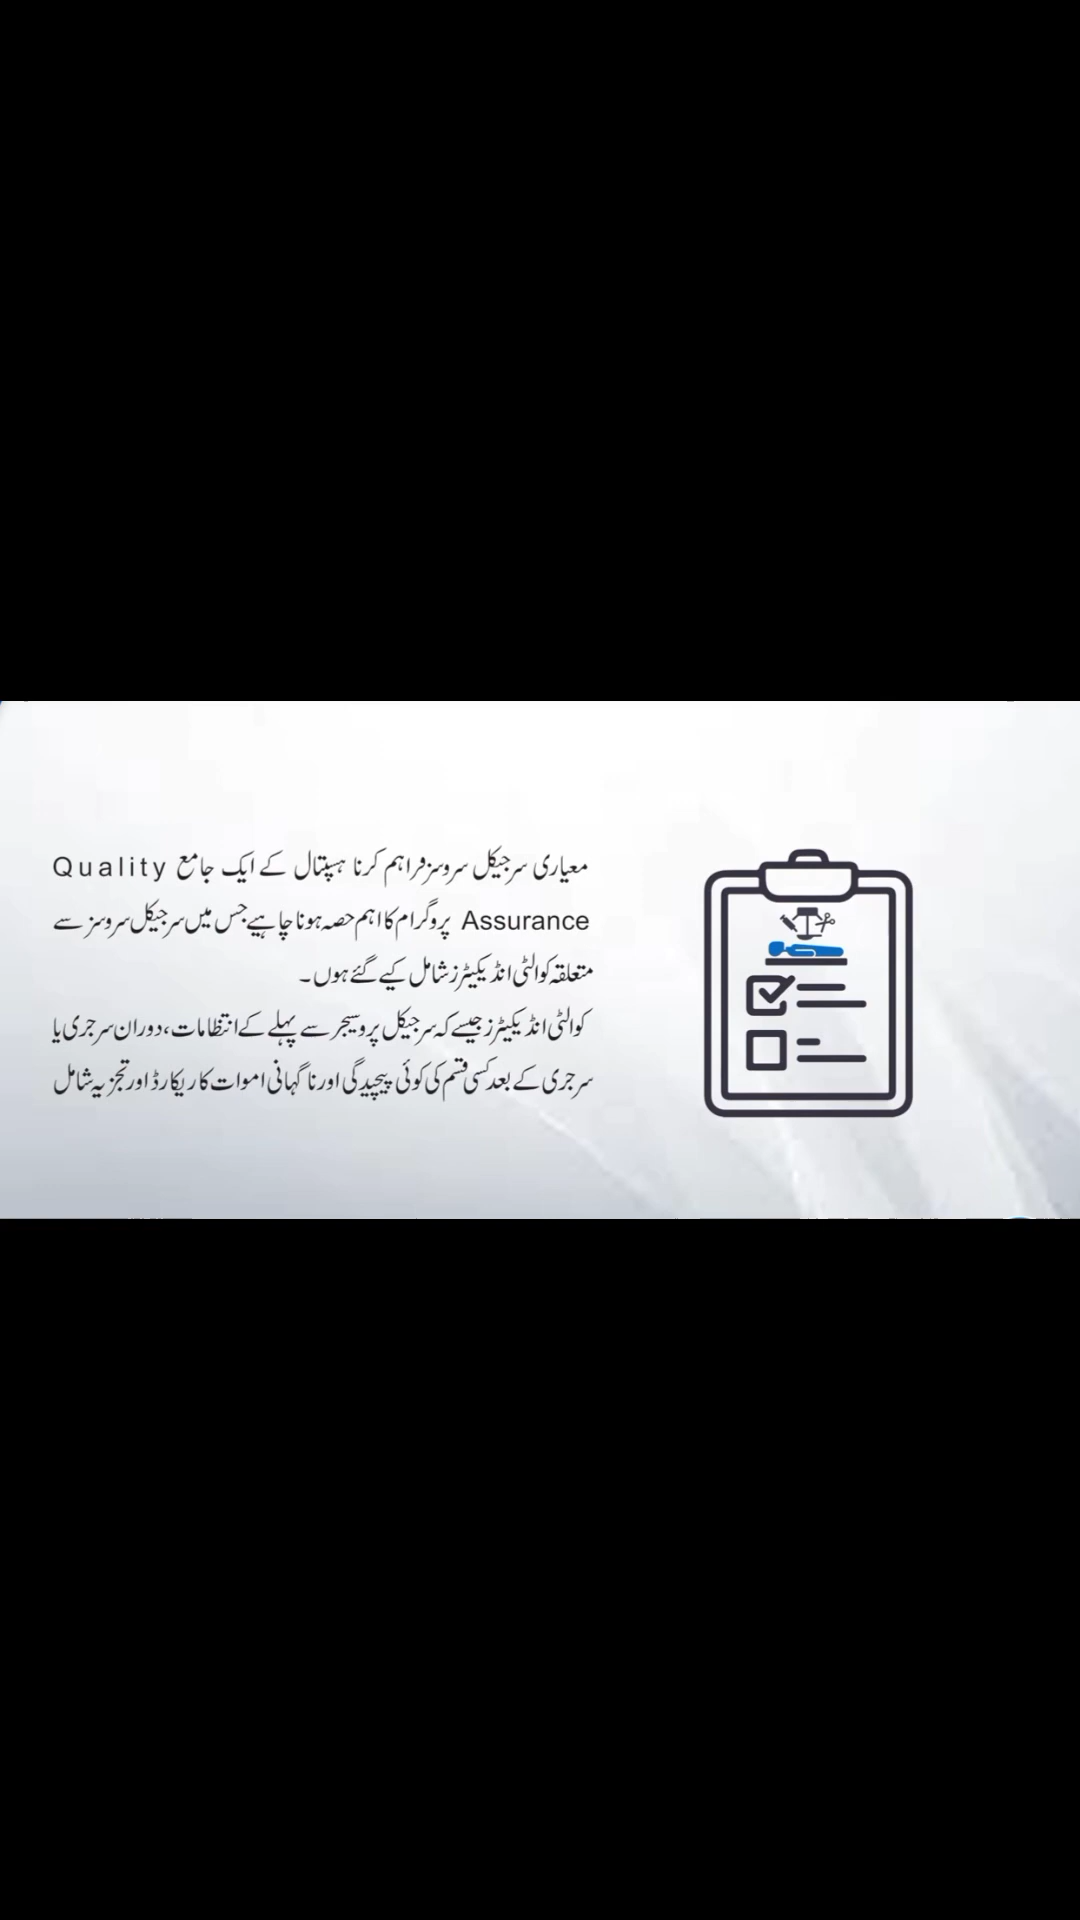 معیاری سرجیکل سروسز فراہم کرنا ہسپتال کے ایک جامع Quality
Assurance پروگرام کا اہم حصہ ہونا چاہیے جس میں سرجیکل سروسز سے
متعلقہ کوالٹی انڈیکیٹرز شامل کیے گئے ہوں۔
کوالٹی انڈیکیٹرز جیسے کہ سرجیکل پروسیجر سے پہلے کے انتظامات، دوران سرجری یا
سرجری کے بعد کسی قسم کی کوئی پیچیدگی اور ناگہانی اموات کا ریکارڈ اور تجزیہ شامل